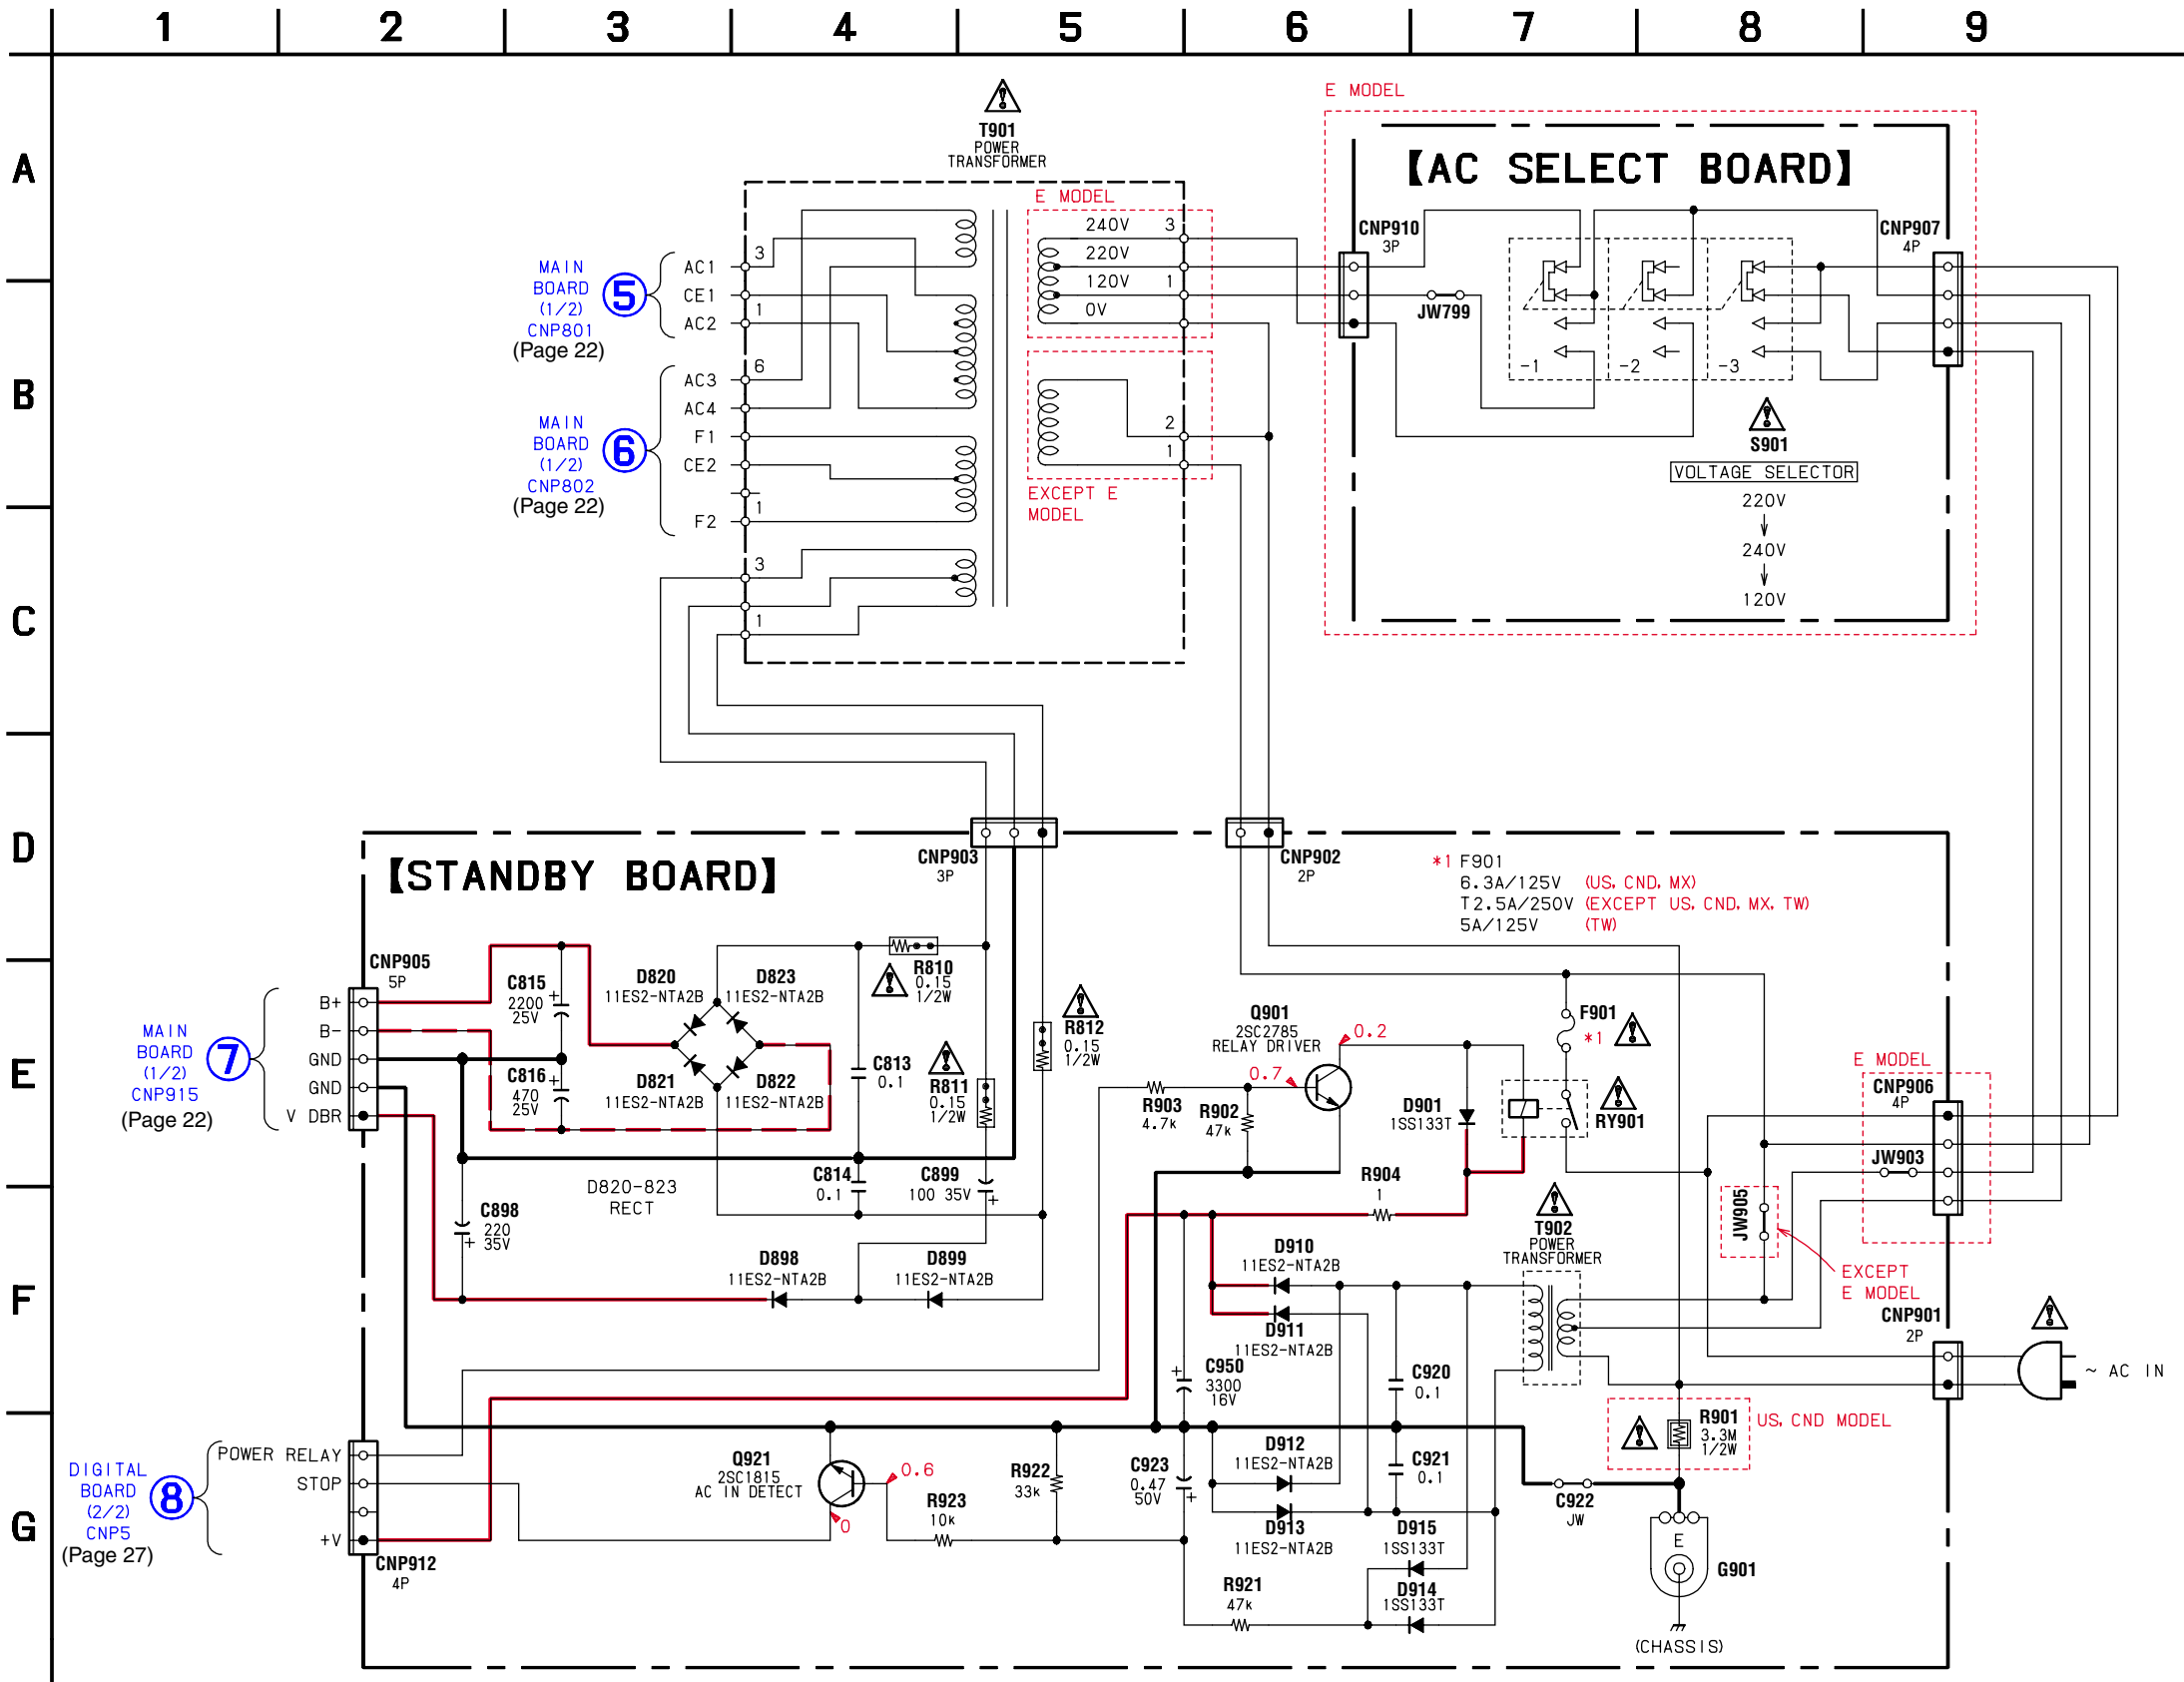 1 2 3 4 5 6 7 8 9
A
B
C
D
E
F
G
T901
POWER
TRANSFORMER
E MODEL
240V 3
220V
120V 1
0V
2
1
EXCEPT E
MODEL
MAIN
BOARD
(1/2)
CNP801
(Page 22)
5
AC1 3
CE1
AC2 1
MAIN
BOARD
(1/2)
CNP802
(Page 22)
6
AC3 6
AC4
F1
CE2
F2 1
3
1
E MODEL
【AC SELECT BOARD】
CNP910
3P
CNP907
4P
JW799
-1 -2 -3
S901
VOLTAGE SELECTOR
220V
240V
120V
【STANDBY BOARD】
CNP903
3P
CNP902
2P
*1 F901
6.3A/125V (US, CND, MX)
T2.5A/250V (EXCEPT US, CND, MX, TW)
5A/125V (TW)
MAIN
BOARD
(1/2)
CNP915
(Page 22)
7
CNP905
5P
B+
B-
GND
GND
V DBR
C815
2200
25V
+
C816
470
25V
+
D820
11ES2-NTA2B
D823
11ES2-NTA2B
D821
11ES2-NTA2B
D822
11ES2-NTA2B
D820-823
RECT
C813
0.1
C814
0.1
R810
0.15
1/2W
R811
0.15
1/2W
R812
0.15
1/2W
C899
100 35V
+
C898
220
35V
+
D898
11ES2-NTA2B
D899
11ES2-NTA2B
Q901
2SC2785
RELAY DRIVER
0.2
0.7
R903
4.7k
R902
47k
D901
1SS133T
R904
1
F901
*1
RY901
E MODEL
CNP906
4P
JW903
JW905
EXCEPT
E MODEL
T902
POWER
TRANSFORMER
D910
11ES2-NTA2B
D911
11ES2-NTA2B
C950
3300
16V
+
C920
0.1
C921
0.1
CNP901
2P
~ AC IN
R901
3.3M
1/2W
US, CND MODEL
DIGITAL
BOARD
(2/2)
CNP5
(Page 27)
8
POWER RELAY
STOP
+V
CNP912
4P
Q921
2SC1815
AC IN DETECT
0.6
0
R923
10k
R922
33k
C923
0.47
50V
+
D912
11ES2-NTA2B
D913
11ES2-NTA2B
D915
1SS133T
D914
1SS133T
R921
47k
C922
JW
E
G901
(CHASSIS)